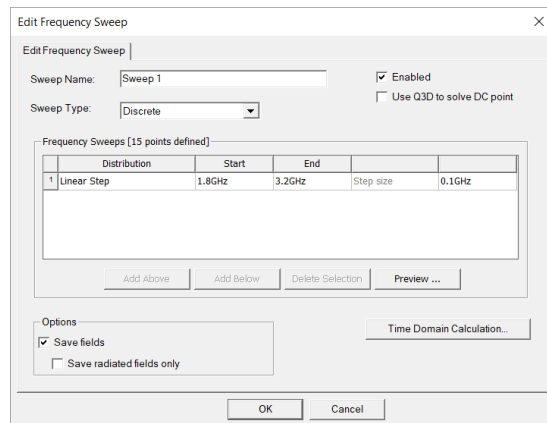 Edit Frequency Sweep
Edit Frequency Sweep
Sweep Name: Sweep 1
Enabled
Use Q3D to solve DC point
Sweep Type: Discrete
Frequency Sweeps [15 points defined]
Distribution Start End
1 Linear Step 1.8GHz 3.2GHz Step size 0.1GHz
Add Above Add Below Delete Selection Preview ...
Options
Save fields
Save radiated fields only
Time Domain Calculation...
OK Cancel